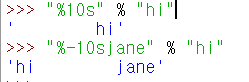 >>> "%10s" % "hi"
'        hi'
>>> "%-10sjane" % "hi"
'hi        jane'